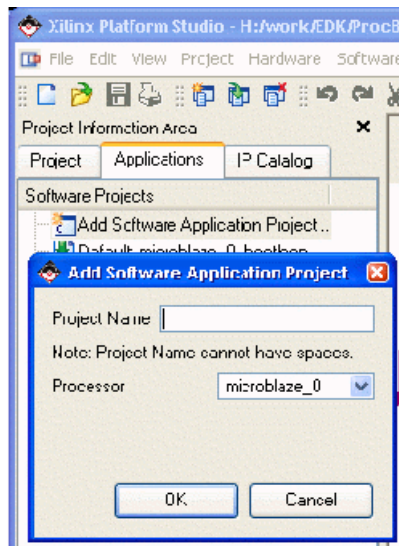 Xilinx Platform Studio - H:/work/EDK/ProcB
File Edit View Project Hardware Software
Project Information Area
Project Applications IP Catalog
Software Projects
Add Software Application Project...
Default: microblaze_0_bootloop
Add Software Application Project
Project Name
Note: Project Name cannot have spaces.
Processor microblaze_0
OK Cancel